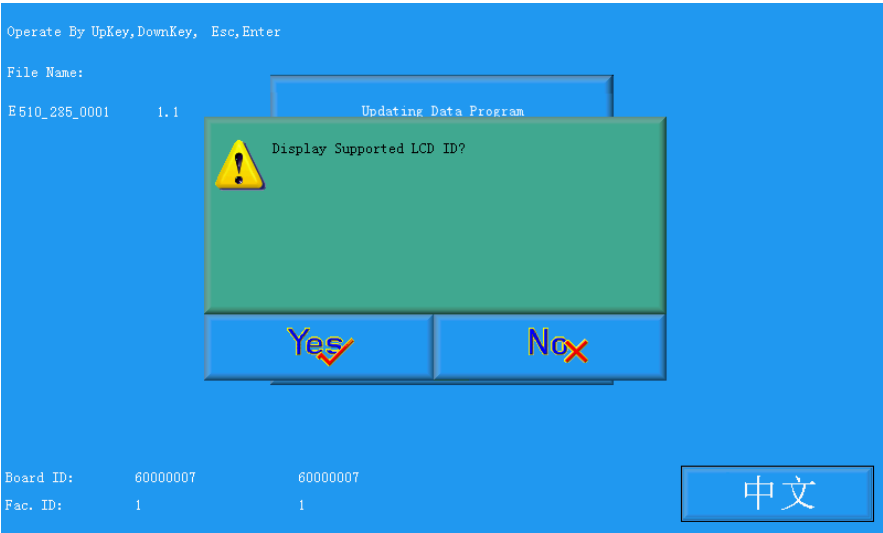 Operate By UpKey,DownKey, Esc,Enter
File Name:
E510_285_0001 1.1
Updating Data Program
Display Supported LCD ID?
Yes No
Board ID: 60000007 60000007
Fac. ID: 1 1
中文